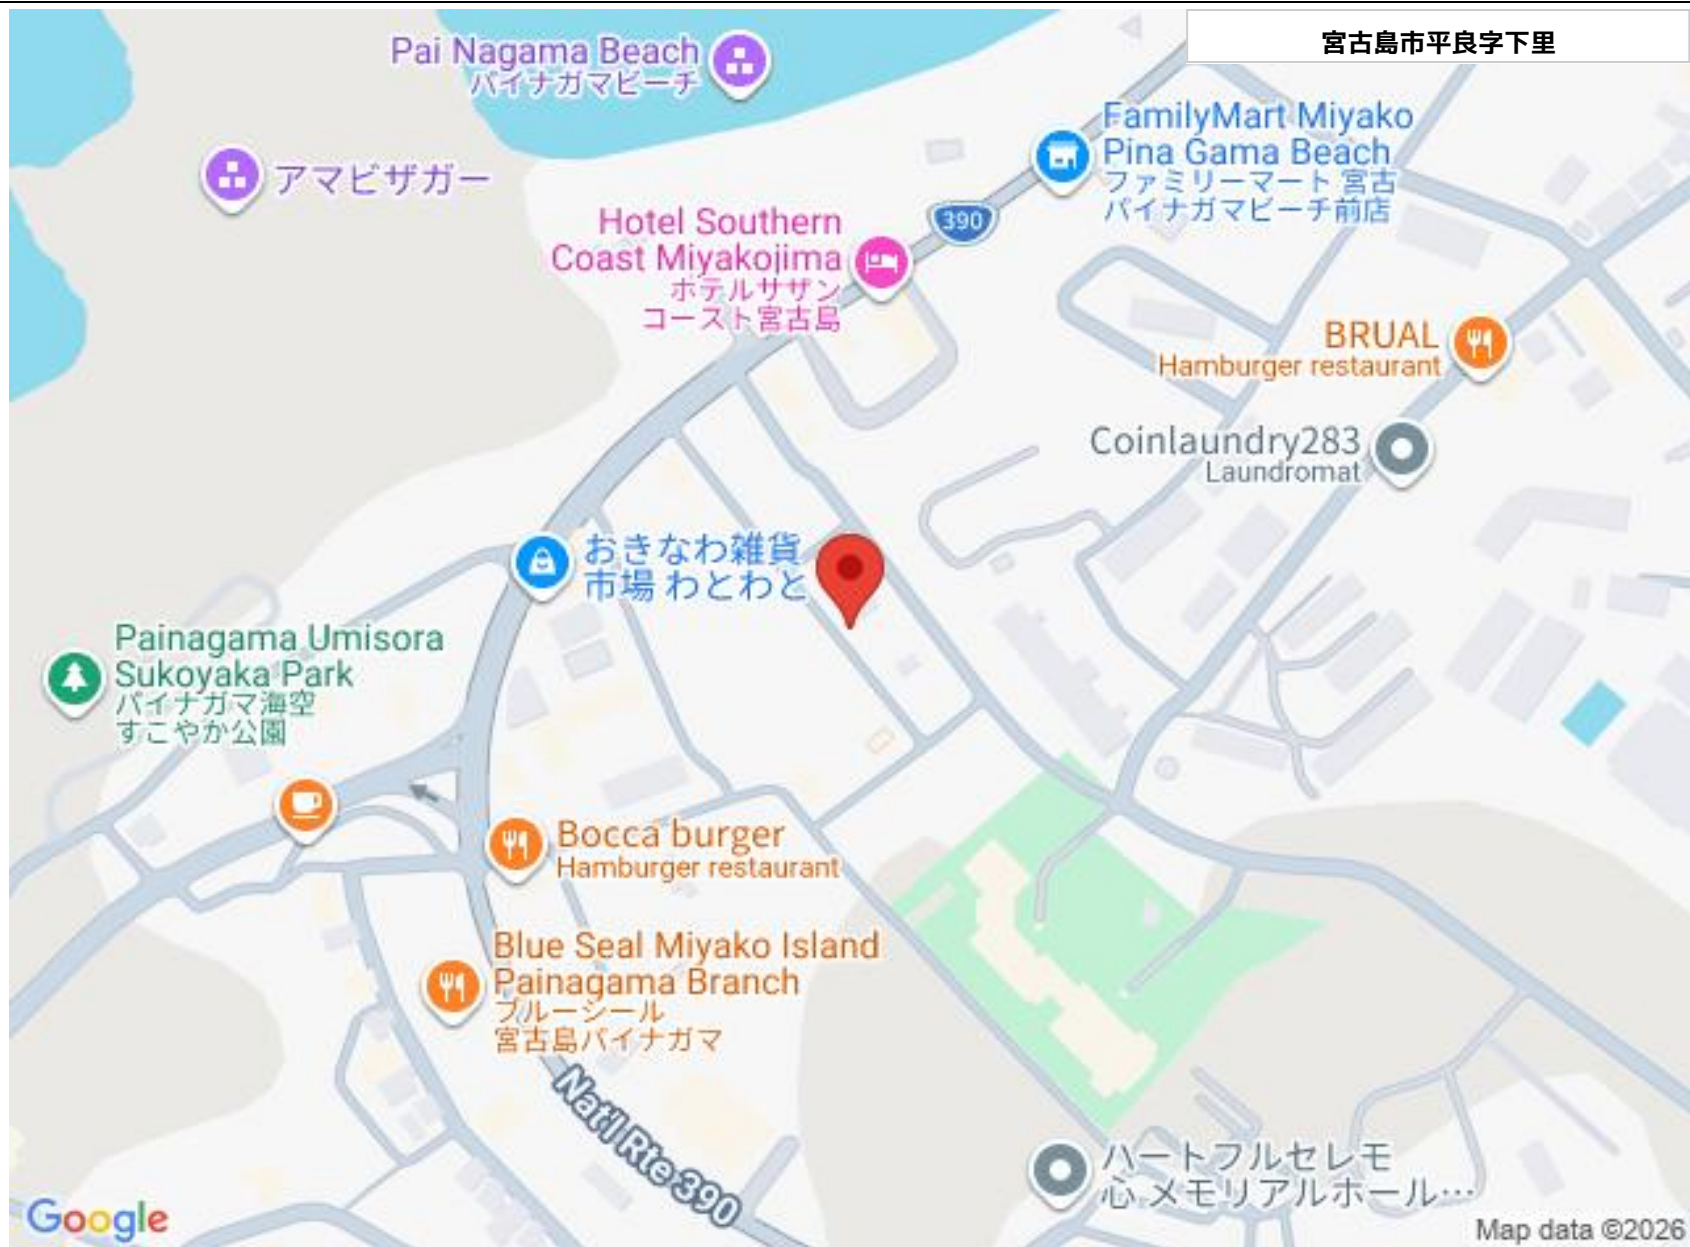 宮古島市平良字下里
Pai Nagama Beach
パイナガマビーチ
FamilyMart Miyako
Pina Gama Beach
ファミリーマート 宮古
パイナガマビーチ前店
アマビザガー
Hotel Southern
Coast Miyakojima
ホテルサザン
コースト宮古島
390
BRUAL
Hamburger restaurant
Coinlaundry283
Laundromat
おきなわ雑貨
市場 わとわと
Painagama Umisora
Sukoyaka Park
パイナガマ海空
すこやか公園
Bocca burger
Hamburger restaurant
Blue Seal Miyako Island
Painagama Branch
ブルーシール
宮古島パイナガマ
Nat'l Rte 390
ハートフルセレモ
心 メモリアルホール…
Google
Map data ©2026